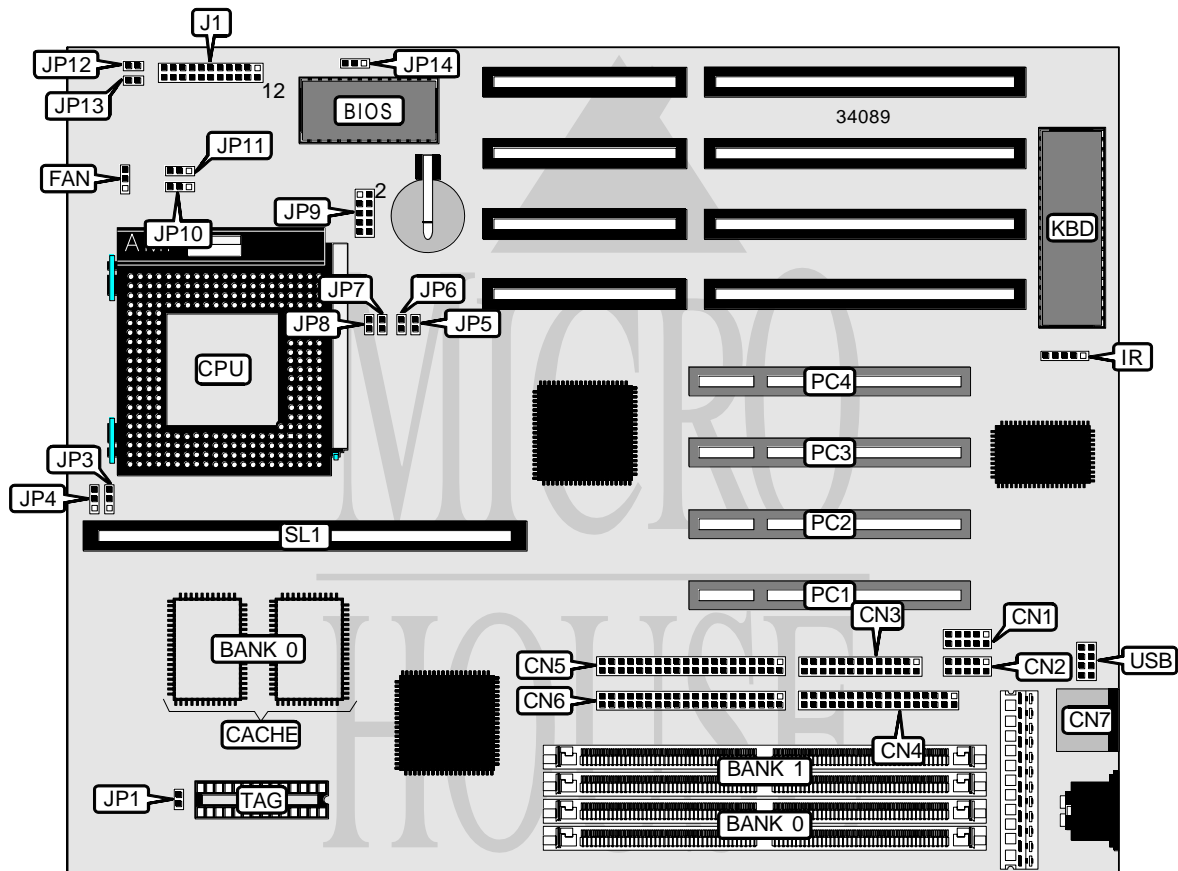 J1
JP12
JP14
JP13
12
BIOS
34089
JP11
FAN
2
JP9
JP10
KBD
A
JP7
JP6
JP8
JP5
CPU
IR
PC4
PC3
JP3
JP4
PC2
SL1
PC1
CN3
CN1
BANK 0
CN5
CN2
USB
CN6
CN7
CACHE
CN4
BANK 1
JP1
TAG
BANK 0
MICRO
HOUSE